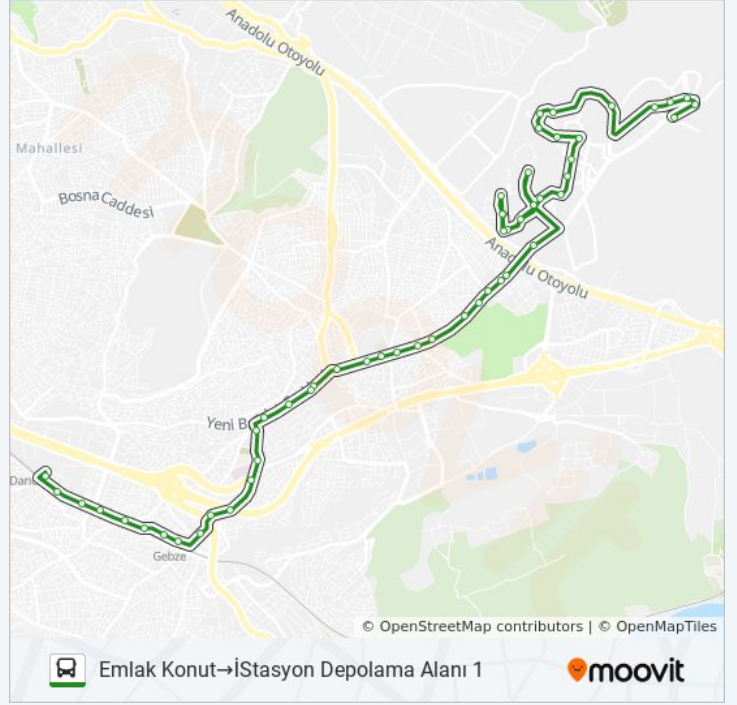 Anadolu Otoyolu
Mahallesi
Bosna Caddesi
Anadolu Otoyolu
Yeni B
Danı
Gebze
© OpenStreetMap contributors | © OpenMapTiles
Emlak Konut→İStasyon Depolama Alanı 1
moovit